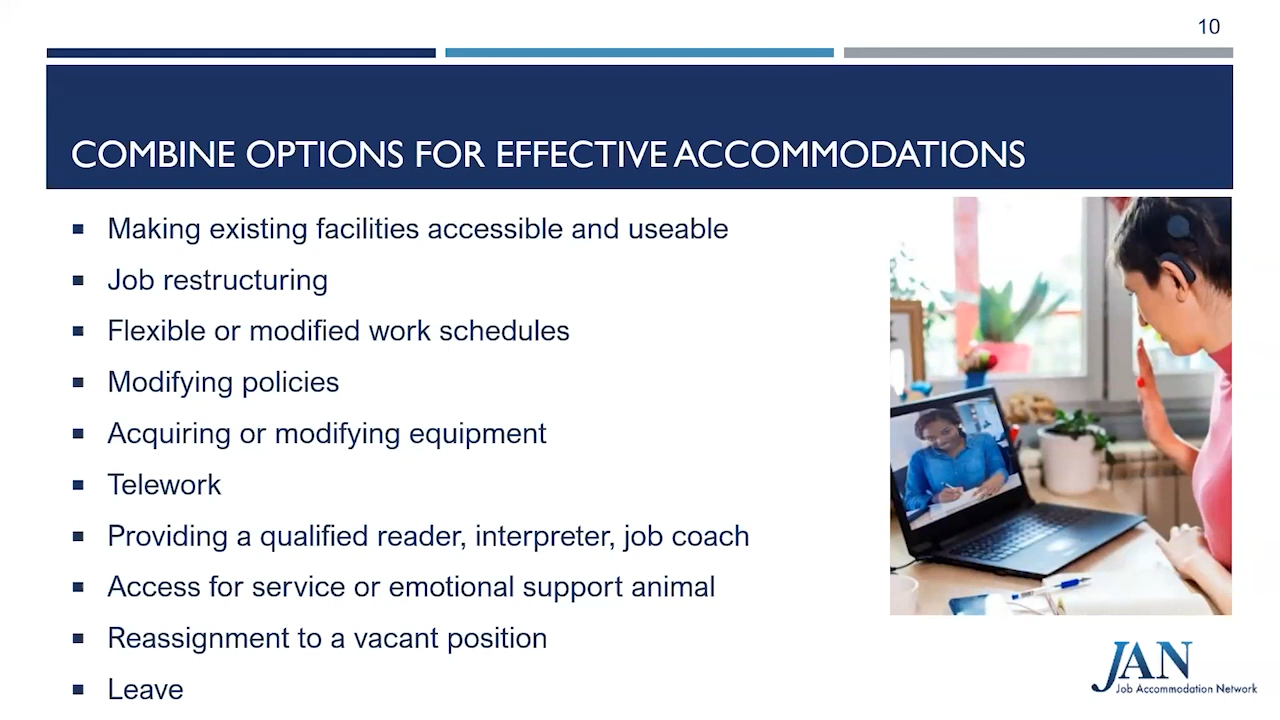 10
COMBINE OPTIONS FOR EFFECTIVE ACCOMMODATIONS
▪ Making existing facilities accessible and useable
▪ Job restructuring
▪ Flexible or modified work schedules
▪ Modifying policies
▪ Acquiring or modifying equipment
▪ Telework
▪ Providing a qualified reader, interpreter, job coach
▪ Access for service or emotional support animal
▪ Reassignment to a vacant position
▪ Leave
JAN
Job Accommodation Network